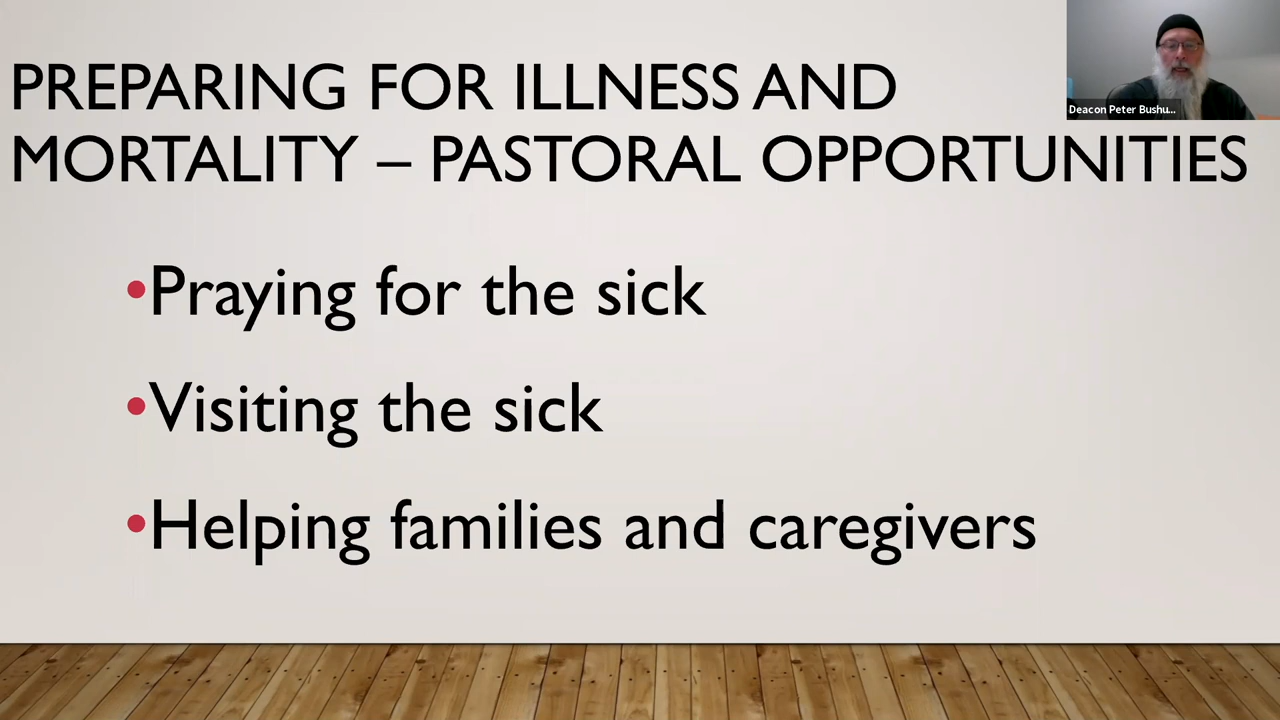 PREPARING FOR ILLNESS AND
MORTALITY – PASTORAL OPPORTUNITIES
Deacon Peter Bushu...
•Praying for the sick
•Visiting the sick
•Helping families and caregivers